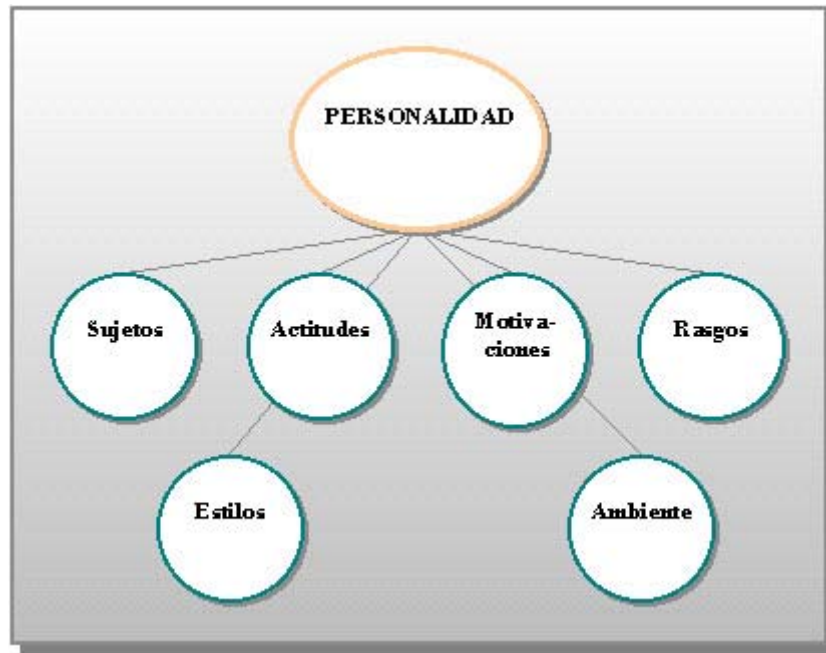 PERSONALIDAD
Sujetos
Actitudes
Motiva-
ciones
Rasgos
Estilos
Ambiente